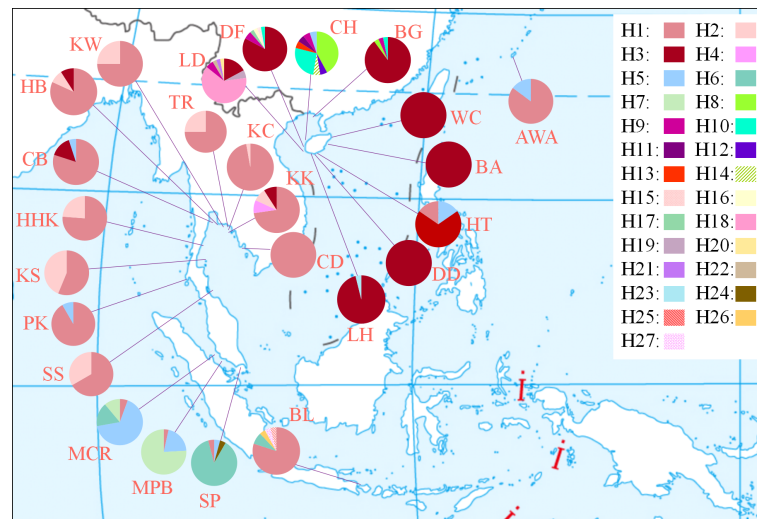 DF
CH
BG
KW
LD
HB
TR
KC
WC
AWA
CB
KK
BA
HHK
HT
KS
CD
DD
PK
LH
SS
BL
MCR
MPB
SP
I
I
I
H1: H2:
H3: H4:
H5: H6:
H7: H8:
H9: H10:
H11: H12:
H13: H14:
H15: H16:
H17: H18:
H19: H20:
H21: H22:
H23: H24:
H25: H26:
H27: